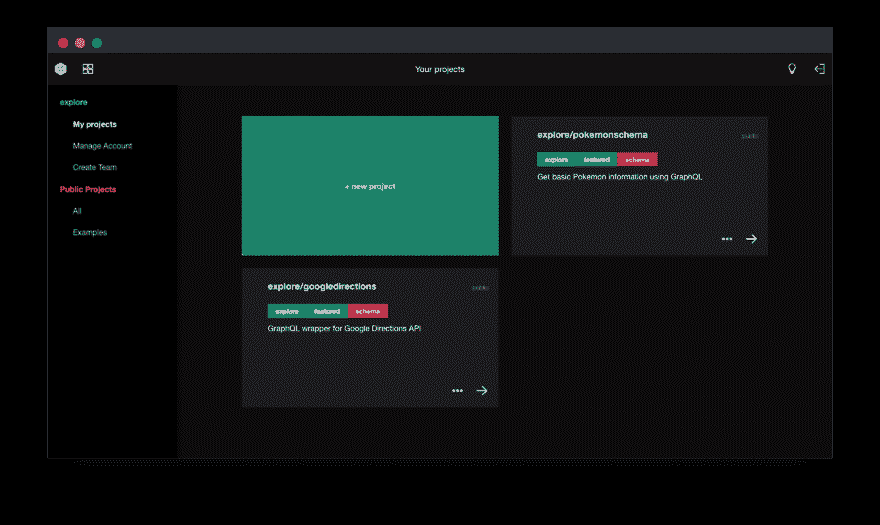 Your projects
explore
My projects
Manage Account
Create Team
Public Projects
All
Examples
+ new project
explore/pokemonschema
public
explore featured schema
Get basic Pokemon information using GraphQL
explore/googledirections
public
explore featured schema
GraphQL wrapper for Google Directions API